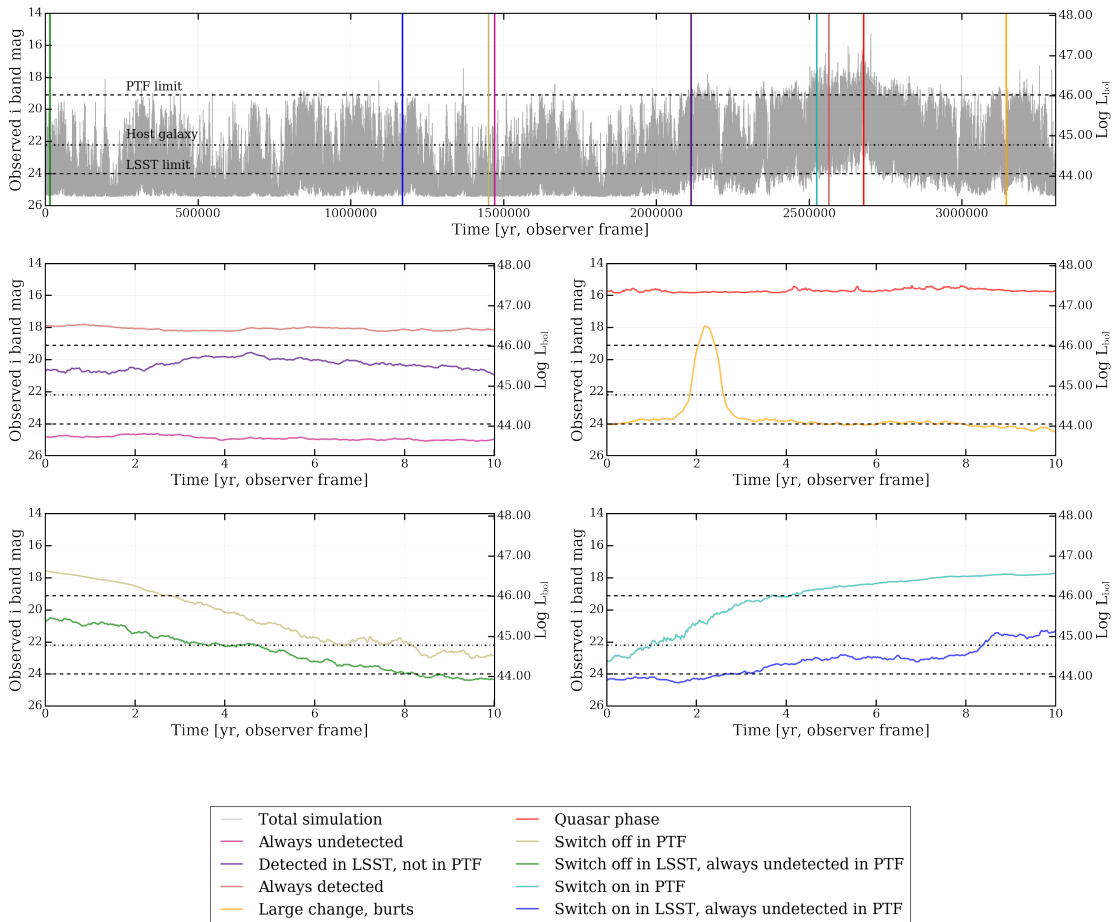 14
16
18
20
22
24
26
Observed i band mag
PTF limit
Host galaxy
LSST limit
48.00
47.00
46.00
45.00
44.00
Log L_bol
0 500000 1000000 1500000 2000000 2500000 3000000
Time [yr, observer frame]
14
16
18
20
22
24
26
Observed i band mag
48.00
47.00
46.00
45.00
44.00
Log L_bol
0 2 4 6 8 10
Time [yr, observer frame]
14
16
18
20
22
24
26
Observed i band mag
48.00
47.00
46.00
45.00
44.00
Log L_bol
0 2 4 6 8 10
Time [yr, observer frame]
14
16
18
20
22
24
26
Observed i band mag
48.00
47.00
46.00
45.00
44.00
Log L_bol
0 2 4 6 8 10
Time [yr, observer frame]
14
16
18
20
22
24
26
Observed i band mag
48.00
47.00
46.00
45.00
44.00
Log L_bol
0 2 4 6 8 10
Time [yr, observer frame]
Total simulation
Always undetected
Detected in LSST, not in PTF
Always detected
Large change, burts
Quasar phase
Switch off in PTF
Switch off in LSST, always undetected in PTF
Switch on in PTF
Switch on in LSST, always undetected in PTF